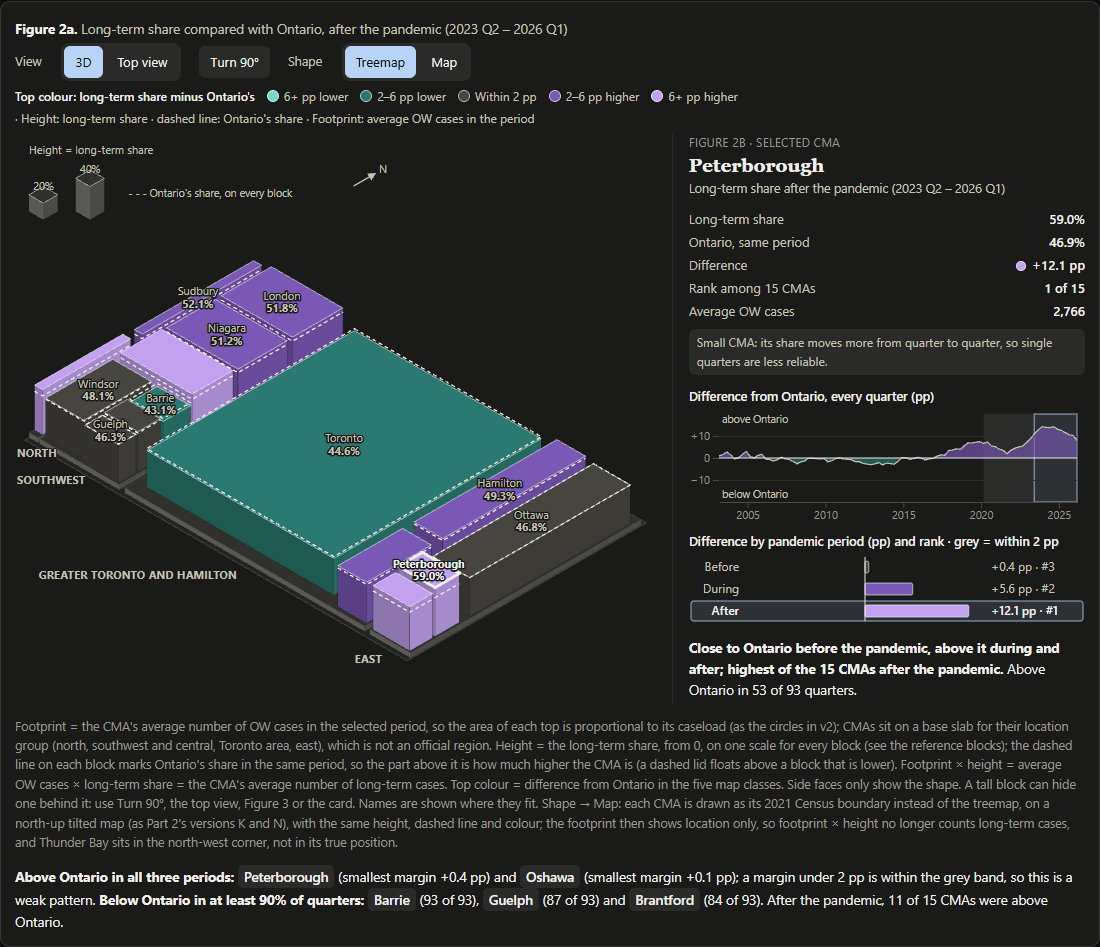 Figure 2a. Long-term share compared with Ontario, after the pandemic (2023 Q2 – 2026 Q1)
View 3D Top view Turn 90° Shape Treemap Map
Top colour: long-term share minus Ontario's 6+ pp lower 2–6 pp lower Within 2 pp 2–6 pp higher 6+ pp higher
· Height: long-term share · dashed line: Ontario's share · Footprint: average OW cases in the period
Height = long-term share
20%
40%
- - - Ontario's share, on every block
N
Sudbury
52.1%
London
51.8%
Niagara
51.2%
Windsor
48.1%
Barrie
43.1%
Guelph
46.3%
Toronto
44.6%
Hamilton
49.3%
Ottawa
46.8%
Peterborough
59.0%
NORTH
SOUTHWEST
GREATER TORONTO AND HAMILTON
EAST
FIGURE 2B · SELECTED CMA
Peterborough
Long-term share after the pandemic (2023 Q2 – 2026 Q1)
Long-term share 59.0%
Ontario, same period 46.9%
Difference +12.1 pp
Rank among 15 CMAs 1 of 15
Average OW cases 2,766
Small CMA: its share moves more from quarter to quarter, so single
quarters are less reliable.
Difference from Ontario, every quarter (pp)
above Ontario
+10
0
−10
below Ontario
2005 2010 2015 2020 2025
Difference by pandemic period (pp) and rank · grey = within 2 pp
Before +0.4 pp · #3
During +5.6 pp · #2
After +12.1 pp · #1
Close to Ontario before the pandemic, above it during and
after; highest of the 15 CMAs after the pandemic. Above
Ontario in 53 of 93 quarters.
Footprint = the CMA's average number of OW cases in the selected period, so the area of each top is proportional to its caseload (as the circles in v2); CMAs sit on a base slab for their location
group (north, southwest and central, Toronto area, east), which is not an official region. Height = the long-term share, from 0, on one scale for every block (see the reference blocks); the dashed
line on each block marks Ontario's share in the same period, so the part above it is how much higher the CMA is (a dashed lid floats above a block that is lower). Footprint × height = average
OW cases × long-term share = the CMA's average number of long-term cases. Top colour = difference from Ontario in the five map classes. Side faces only show the shape. A tall block can hide
one behind it: use Turn 90°, the top view, Figure 3 or the card. Names are shown where they fit. Shape → Map: each CMA is drawn as its 2021 Census boundary instead of the treemap, on a
north-up tilted map (as Part 2's versions K and N), with the same height, dashed line and colour; the footprint then shows location only, so footprint × height no longer counts long-term cases,
and Thunder Bay sits in the north-west corner, not in its true position.
Above Ontario in all three periods: Peterborough (smallest margin +0.4 pp) and Oshawa (smallest margin +0.1 pp); a margin under 2 pp is within the grey band, so this is a
weak pattern. Below Ontario in at least 90% of quarters: Barrie (93 of 93), Guelph (87 of 93) and Brantford (84 of 93). After the pandemic, 11 of 15 CMAs were above
Ontario.